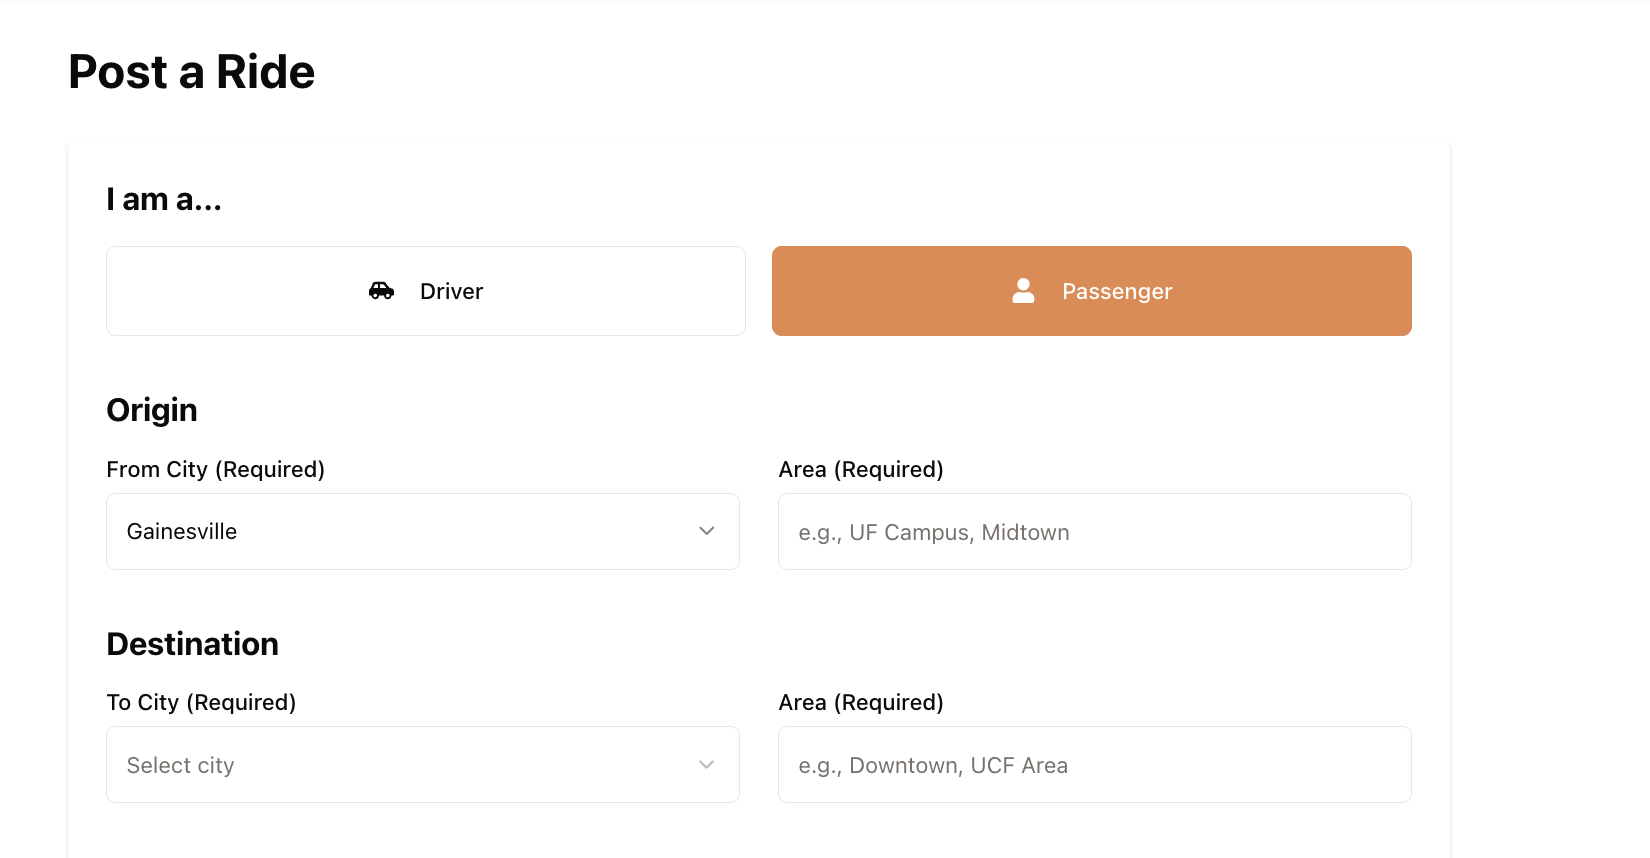 Post a Ride
I am a...
Driver
Passenger
Origin
From City (Required)
Area (Required)
Gainesville
e.g., UF Campus, Midtown
Destination
To City (Required)
Area (Required)
Select city
e.g., Downtown, UCF Area